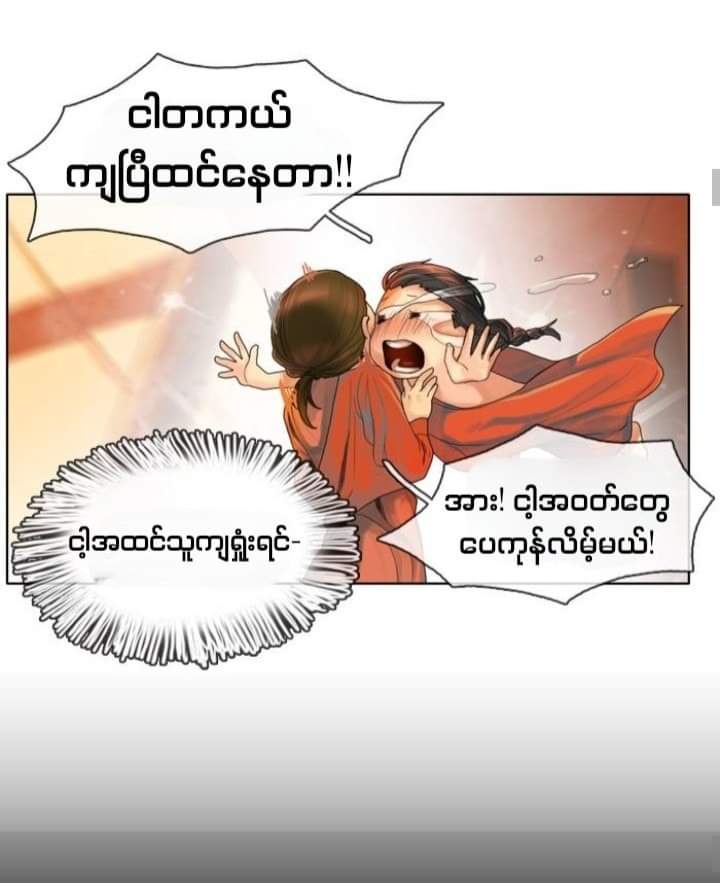 ငါတကယ်
ကျပြီထင်နေတာ!!
ငါ့အထင်သူကျရှုံးရင်-
အား! ငါ့အဝတ်တွေ
ပေကုန်လိမ့်မယ်!